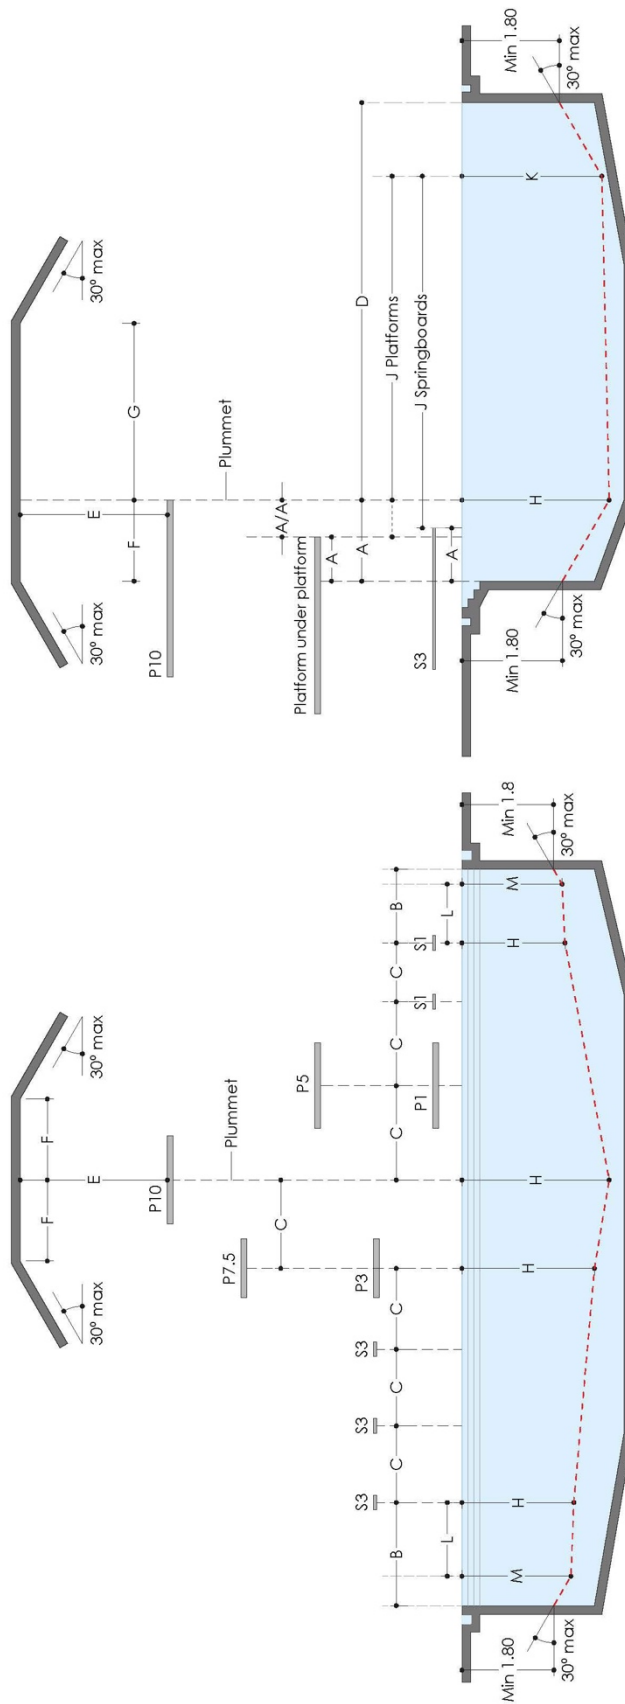 F
F
30° max
E
30° max
P10
P7.5
Plummet
C
P5
S3
S3
S3
P3
B
C
C
C
C
C
C
B
P1
S1
S1
L
L
Min 1.80
M
H
H
H
H
M
Min 1.8
30° max
30° max
30° max
E
30° max
F
G
P10
Plummet
A/A
Platform under platform
A
A
D
J Platforms
S3
A
J Springboards
Min 1.80
H
K
Min 1.80
30° max
30° max